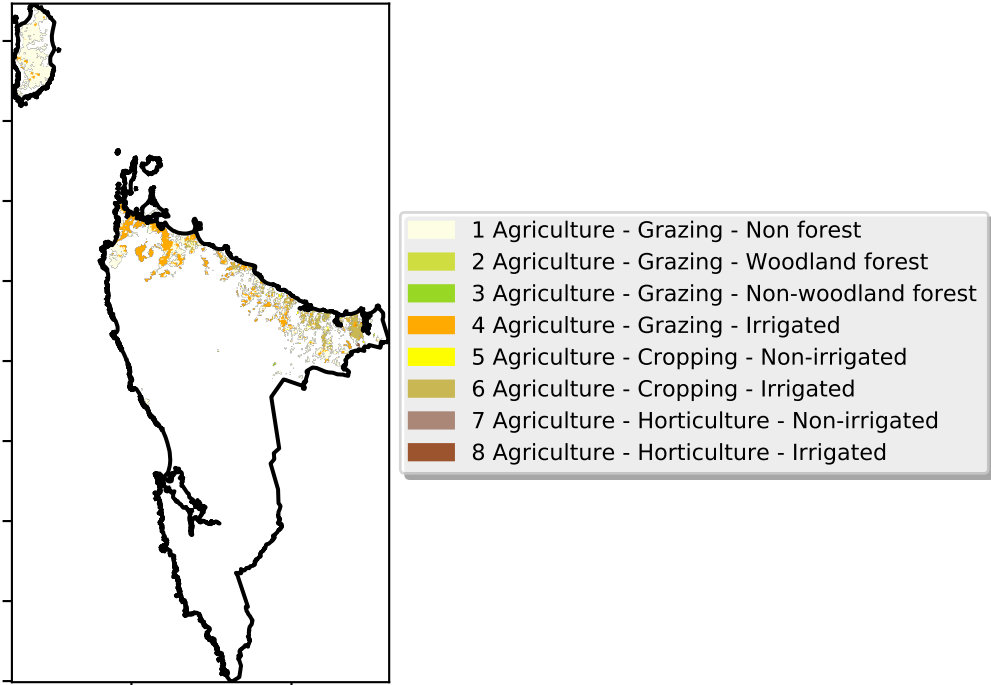 1 Agriculture - Grazing - Non forest
2 Agriculture - Grazing - Woodland forest
3 Agriculture - Grazing - Non-woodland forest
4 Agriculture - Grazing - Irrigated
5 Agriculture - Cropping - Non-irrigated
6 Agriculture - Cropping - Irrigated
7 Agriculture - Horticulture - Non-irrigated
8 Agriculture - Horticulture - Irrigated